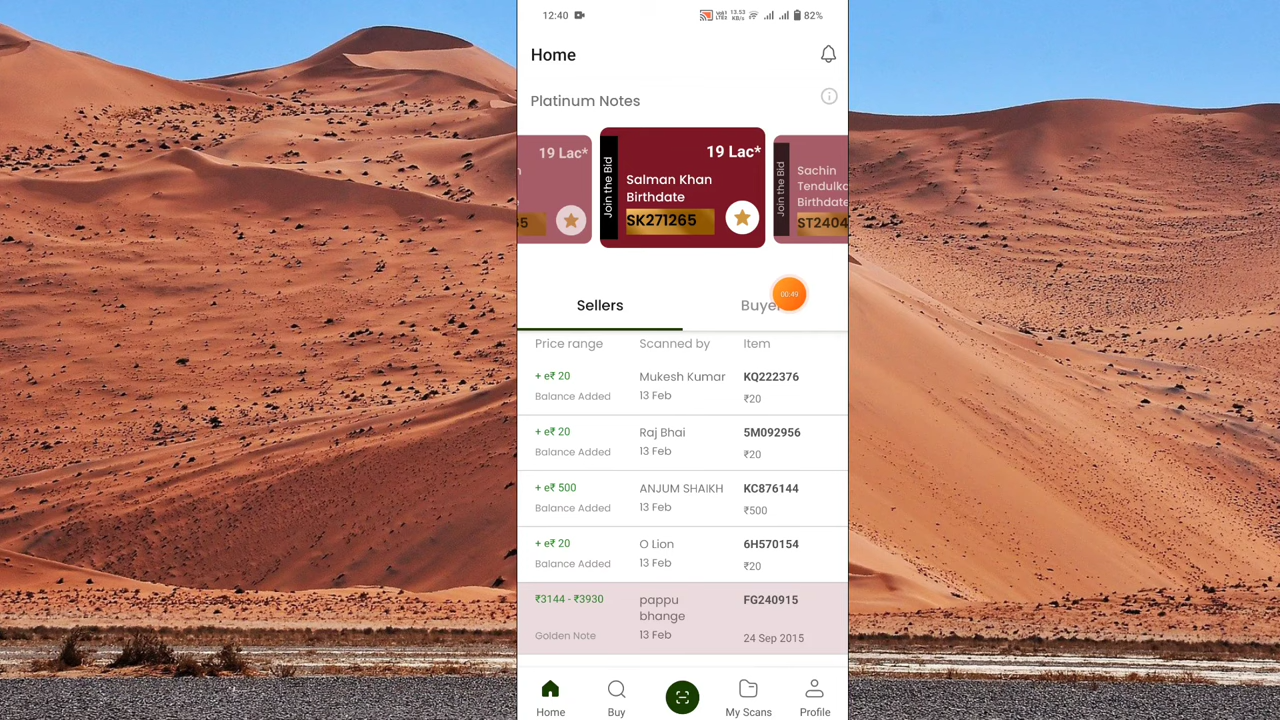 12:40
82%
Home
Platinum Notes
19 Lac*
Join the Bid
Salman Khan
Birthdate
SK271265
19 Lac*
Join the Bid
Sachin
Birthdate
00:49
Sellers
Price range Scanned by Item
+ e₹ 20 Mukesh Kumar KQ222376
Balance Added 13 Feb ₹20
+ e₹ 20 Raj Bhai 5M092956
Balance Added 13 Feb ₹20
+ e₹ 500 ANJUM SHAIKH KC876144
Balance Added 13 Feb ₹500
+ e₹ 20 O Lion 6H570154
Balance Added 13 Feb ₹20
₹3144 - ₹3930 pappu FG240915
bhange
Golden Note 13 Feb 24 Sep 2015
Home Buy My Scans Profile